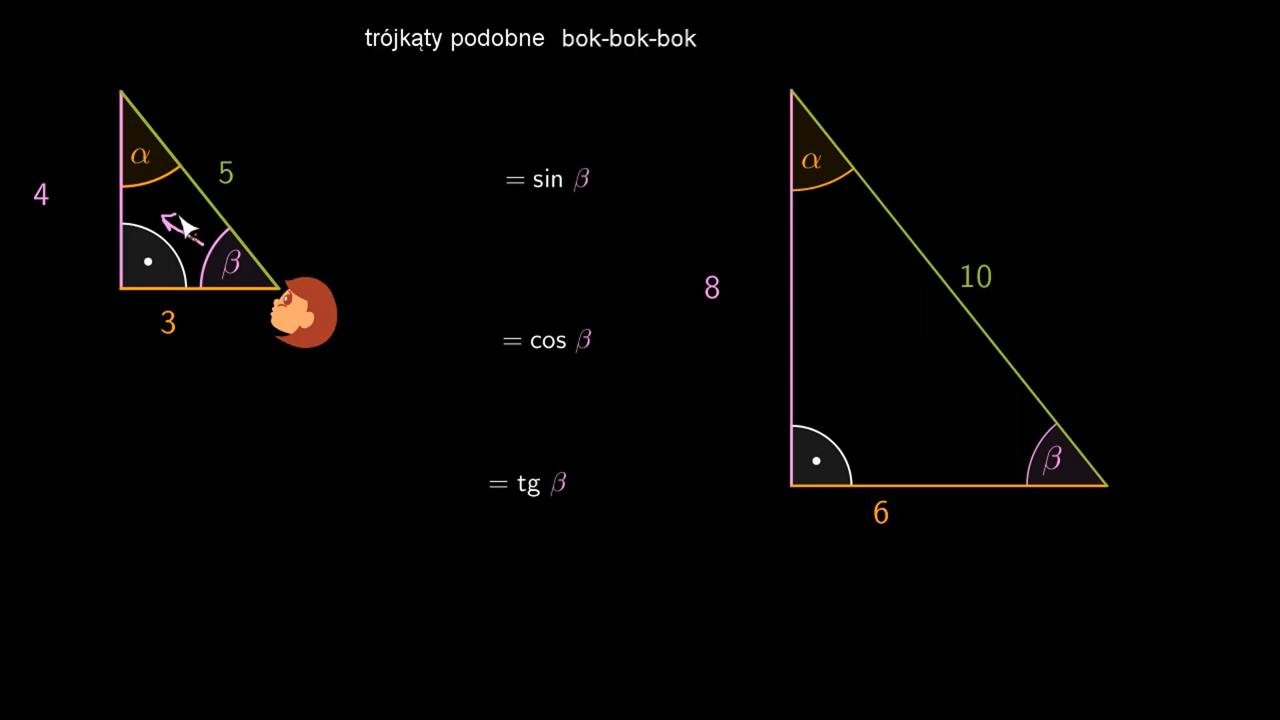 trójkąty podobne bok-bok-bok
α
5
4
β
3
= sin β
= cos β
= tg β
α
10
8
β
6